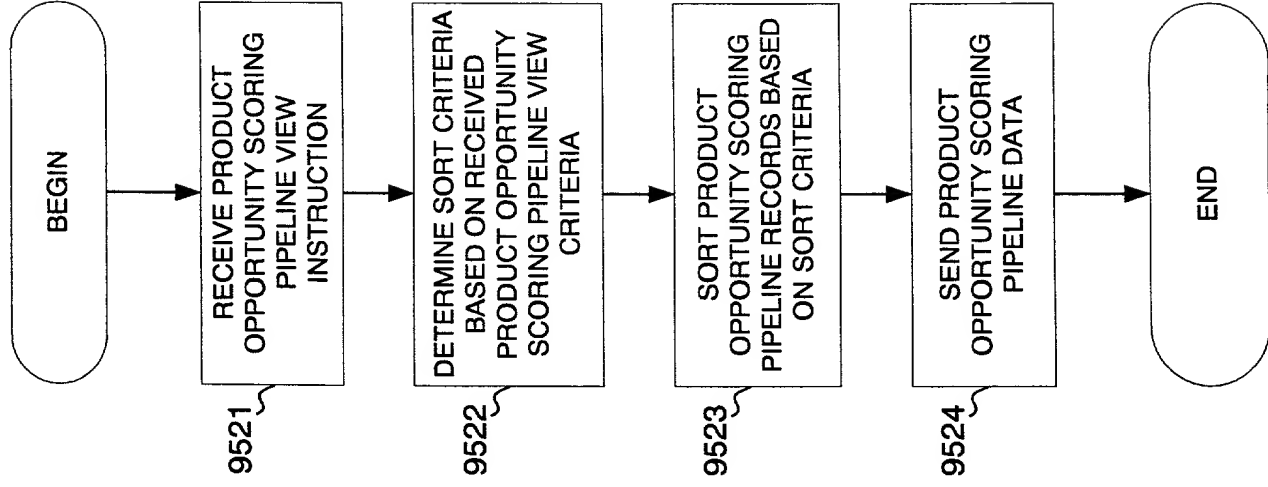 BEGIN
9521
RECEIVE PRODUCT
OPPORTUNITY SCORING
PIPELINE VIEW
INSTRUCTION
9522
DETERMINE SORT CRITERIA
BASED ON RECEIVED
PRODUCT OPPORTUNITY
SCORING PIPELINE VIEW
CRITERIA
9523
SORT PRODUCT
OPPORTUNITY SCORING
PIPELINE RECORDS BASED
ON SORT CRITERIA
9524
SEND PRODUCT
OPPORTUNITY SCORING
PIPELINE DATA
END